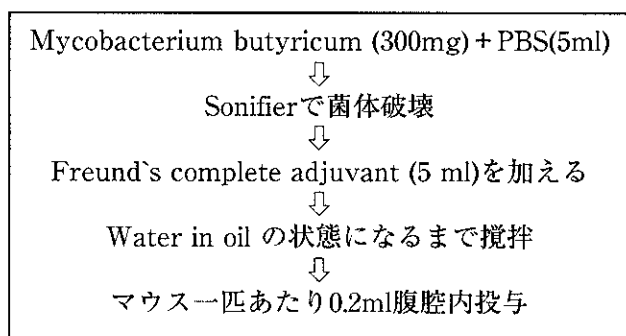 Mycobacterium butyricum (300mg)+PBS(5ml)
⇩
Sonifierで菌体破壊
⇩
Freund`s complete adjuvant (5 ml)を加える
⇩
Water in oil の状態になるまで撹拌
⇩
マウス一匹あたり0.2ml腹腔内投与